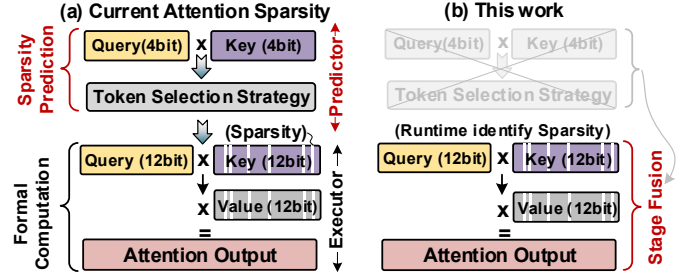 (a) Current Attention Sparsity
Sparsity
Prediction
Query(4bit) x Key (4bit)
Token Selection Strategy
Predictor
(Sparsity)
Formal
Computation
Query (12bit) x Key (12bit)
x Value (12bit)
=
Attention Output
Executor
(b) This work
Query(4bit) x Key (4bit)
Token Selection Strategy
(Runtime identify Sparsity)
Query (12bit) x Key (12bit)
x Value (12bit)
=
Attention Output
Stage Fusion